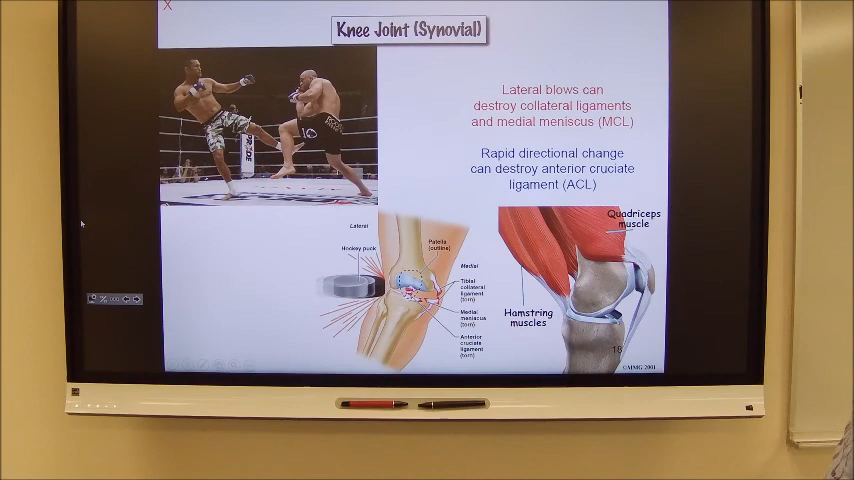 X
Knee Joint (Synovial)
Lateral blows can
destroy collateral ligaments
and medial meniscus (MCL)
Rapid directional change
can destroy anterior cruciate
ligament (ACL)
PRIDE
Lateral
Hockey puck
Patella
(outline)
Medial
Tibial
collateral
ligament
(torn)
Medial
meniscus
(torn)
Anterior
cruciate
ligament
(torn)
Quadriceps
muscle
Hamstring
muscles
18
©AIMG 2001